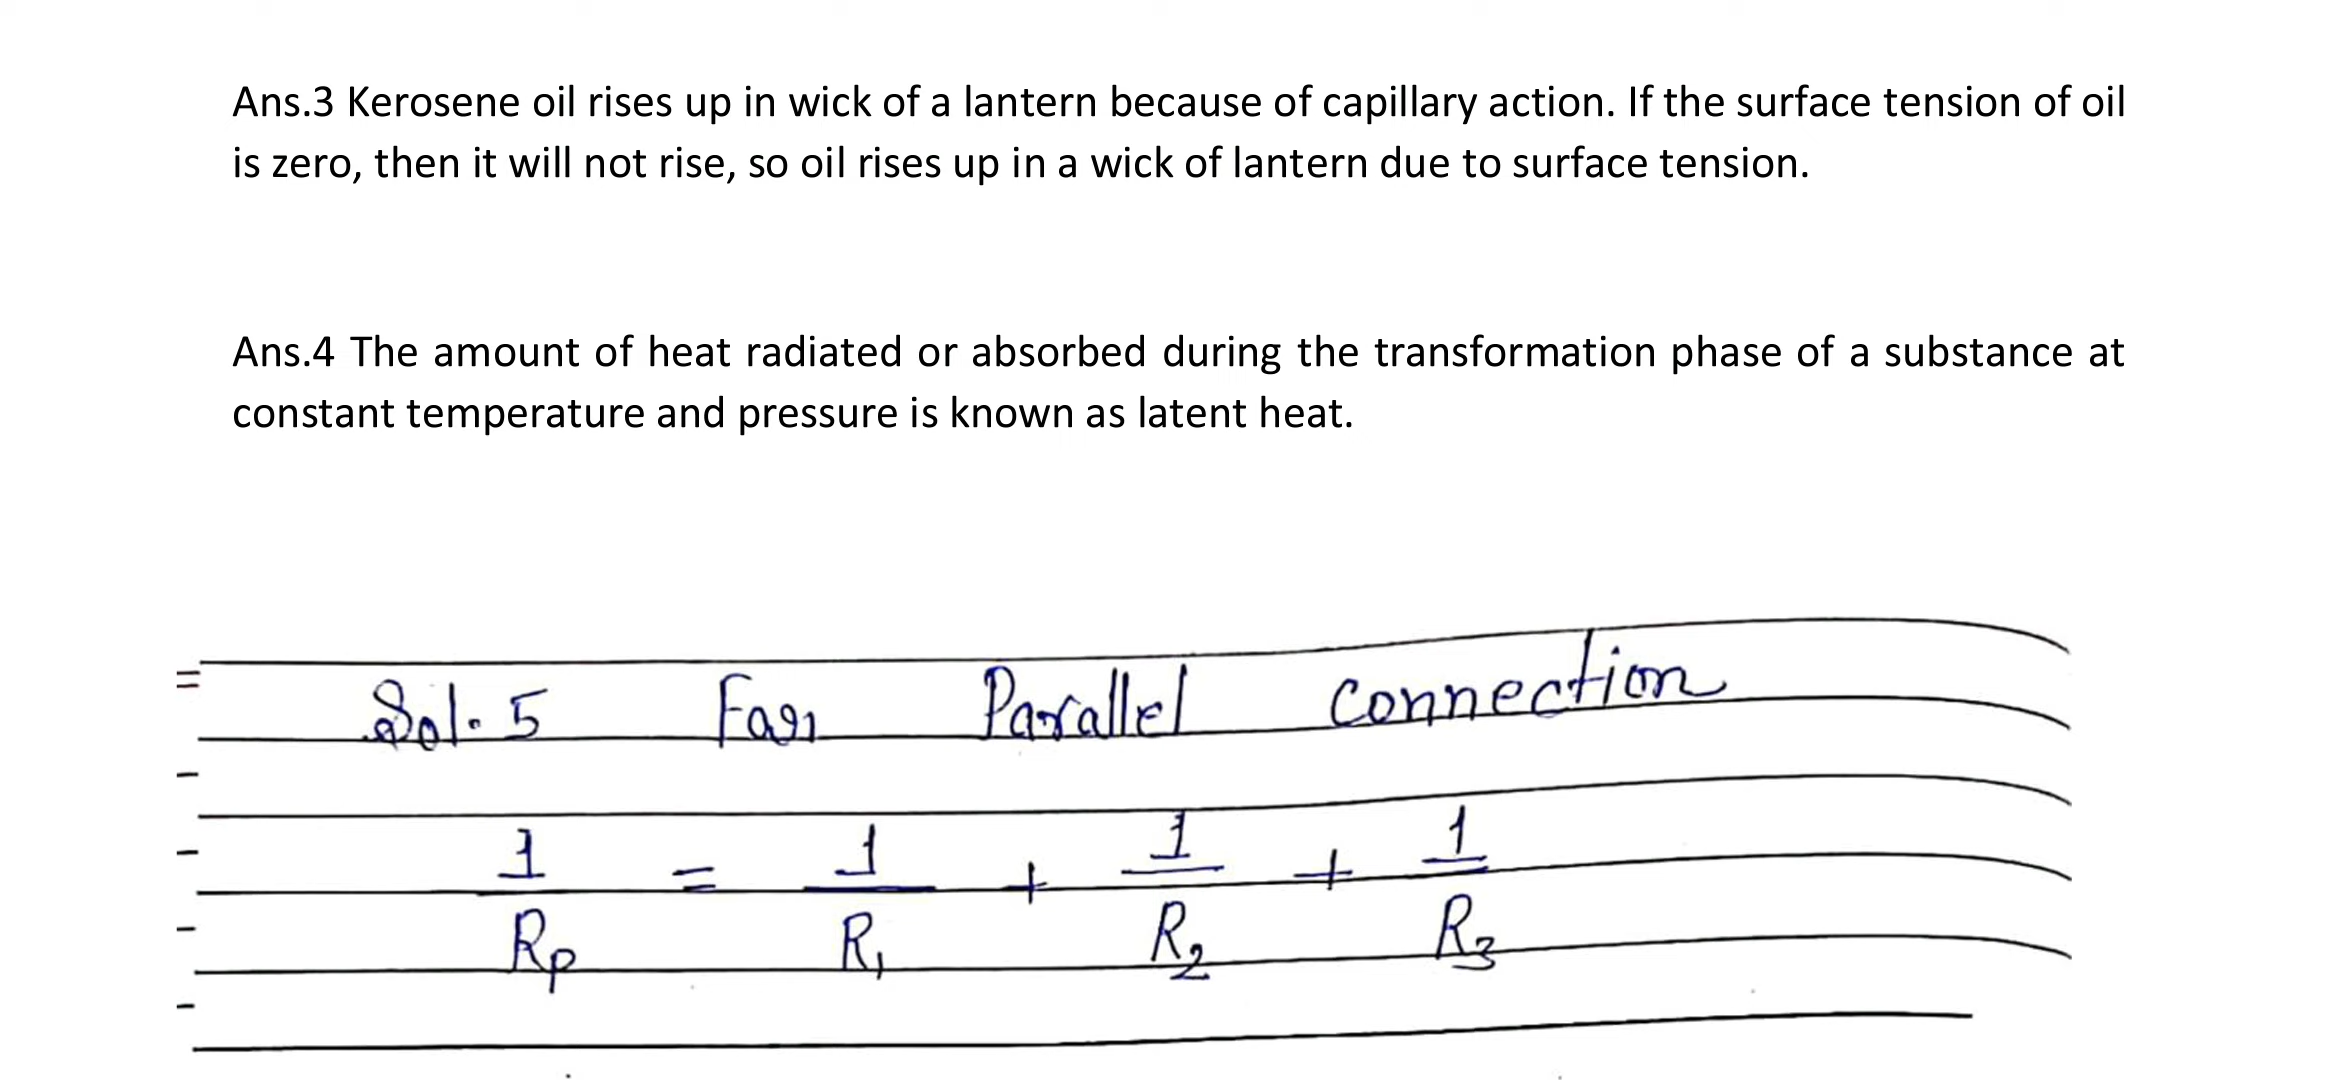 Ans.3 Kerosene oil rises up in wick of a lantern because of capillary action. If the surface tension of oil
is zero, then it will not rise, so oil rises up in a wick of lantern due to surface tension.
Ans.4 The amount of heat radiated or absorbed during the transformation phase of a substance at
constant temperature and pressure is known as latent heat.
Sol. 5 For Parallel connection
1/Rp = 1/R1 + 1/R2 + 1/R3